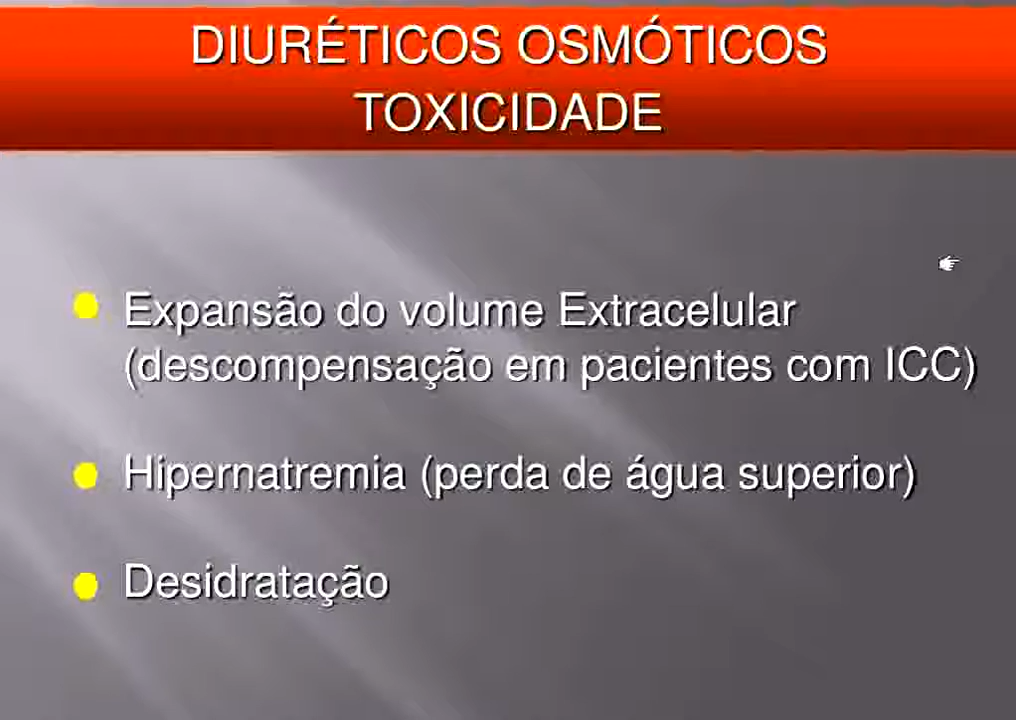 DIURÉTICOS OSMÓTICOS
TOXICIDADE
Expansão do volume Extracelular
(descompensação em pacientes com ICC)
Hipernatremia (perda de água superior)
Desidratação